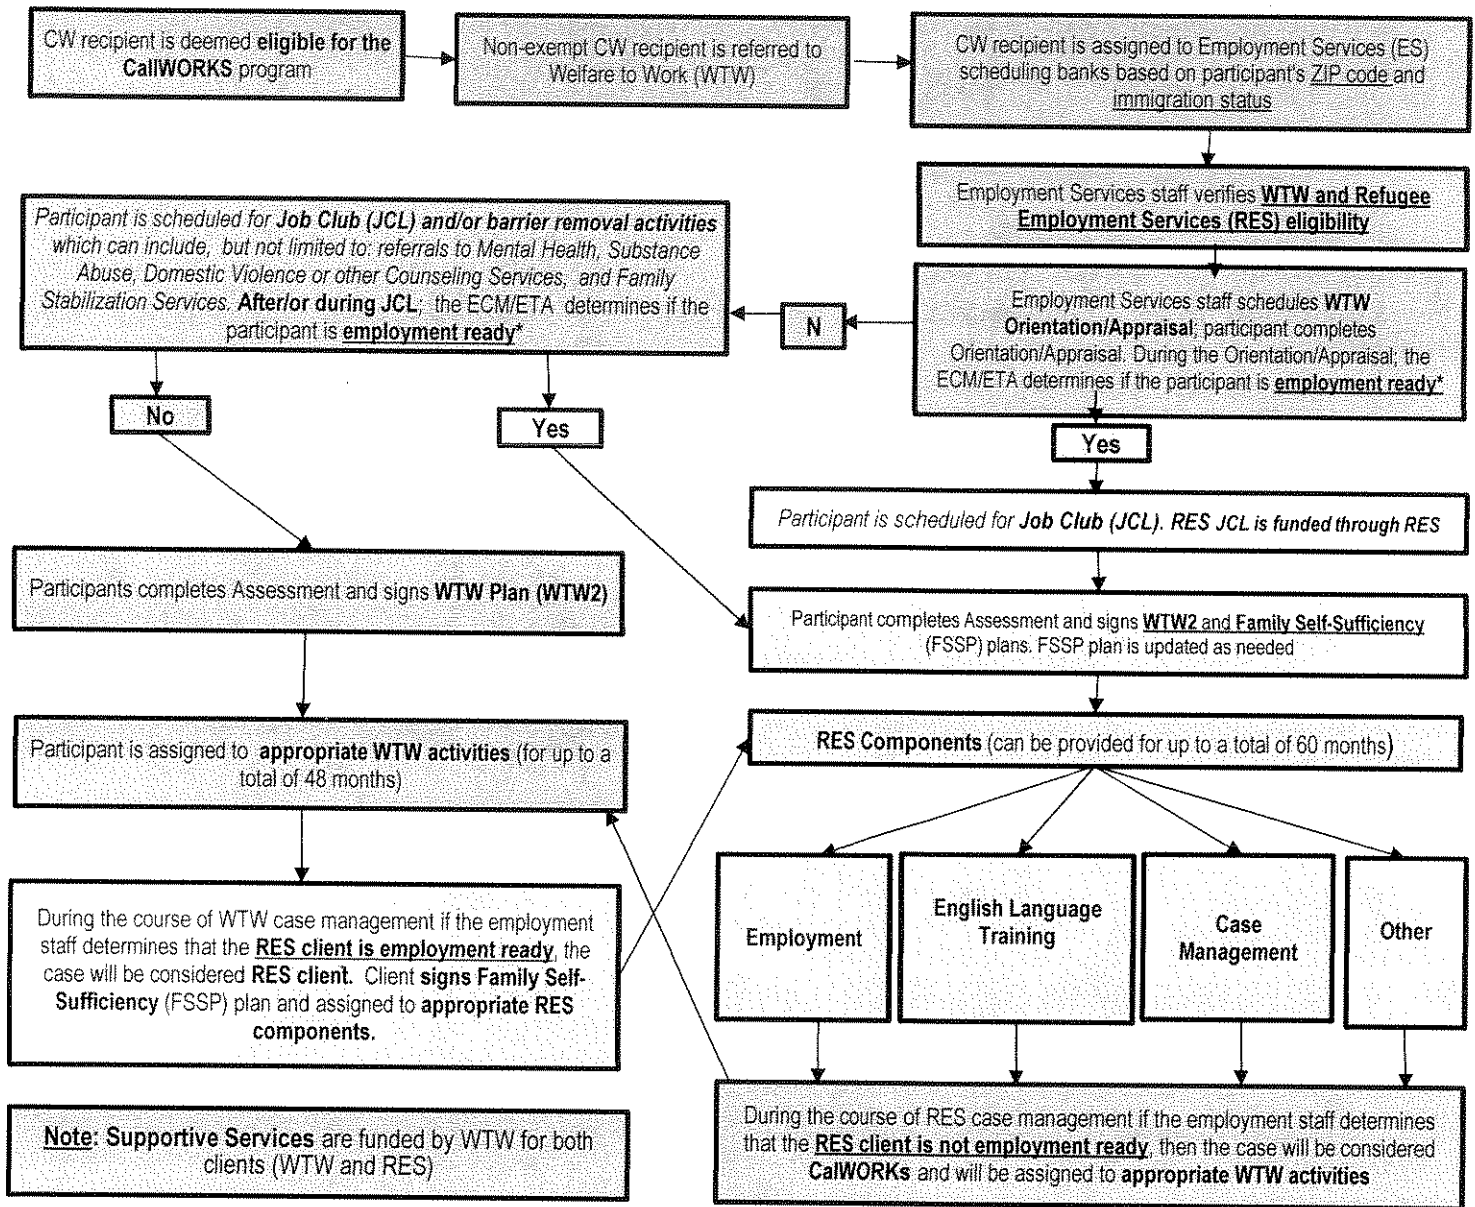 CW recipient is deemed eligible for the
CallWORKS program
Non-exempt CW recipient is referred to
Welfare to Work (WTW)
CW recipient is assigned to Employment Services (ES)
scheduling banks based on participant's ZIP code and
immigration status
Employment Services staff verifies WTW and Refugee
Employment Services (RES) eligibility
Employment Services staff schedules WTW
Orientation/Appraisal; participant completes
Orientation/Appraisal. During the Orientation/Appraisal; the
ECM/ETA determines if the participant is employment ready*
N
Participant is scheduled for Job Club (JCL) and/or barrier removal activities
which can include, but not limited to: referrals to Mental Health, Substance
Abuse, Domestic Violence or other Counseling Services, and Family
Stabilization Services. After/or during JCL; the ECM/ETA determines if the
participant is employment ready*
No
Yes
Yes
Participant is scheduled for Job Club (JCL). RES JCL is funded through RES
Participants completes Assessment and signs WTW Plan (WTW2)
Participant completes Assessment and signs WTW2 and Family Self-Sufficiency
(FSSP) plans. FSSP plan is updated as needed
Participant is assigned to appropriate WTW activities (for up to a
total of 48 months)
RES Components (can be provided for up to a total of 60 months)
Employment
English Language
Training
Case
Management
Other
During the course of WTW case management if the employment
staff determines that the RES client is employment ready, the
case will be considered RES client. Client signs Family Self-
Sufficiency (FSSP) plan and assigned to appropriate RES
components.
During the course of RES case management if the employment staff determines
that the RES client is not employment ready, then the case will be considered
CalWORKs and will be assigned to appropriate WTW activities
Note: Supportive Services are funded by WTW for both
clients (WTW and RES)